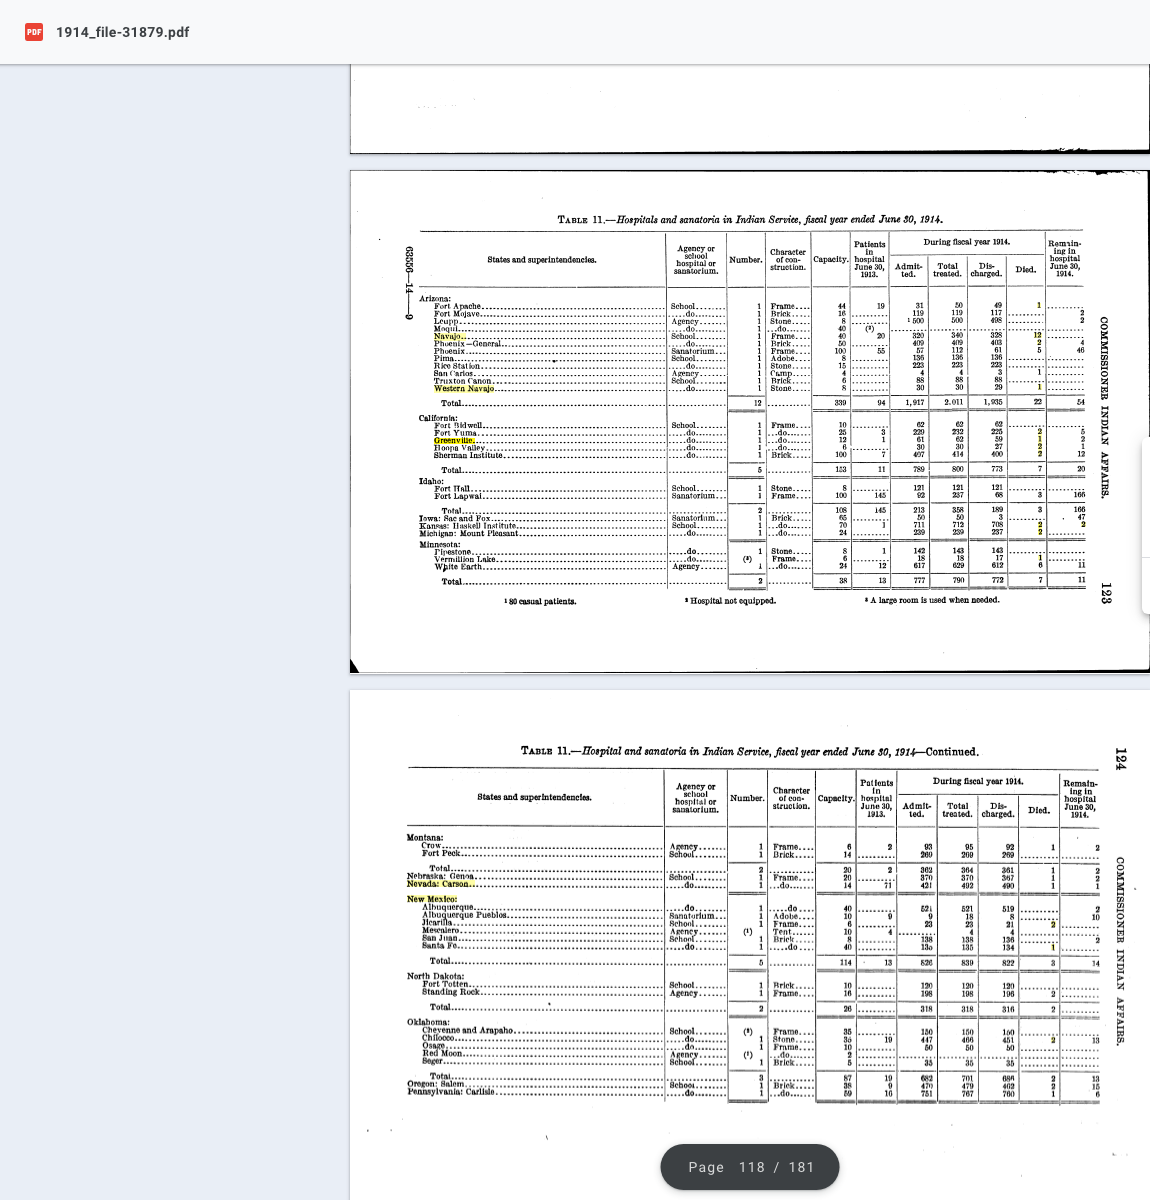 1914_file-31879.pdf
TABLE 11.—Hospitals and sanatoria in Indian Service, fiscal year ended June 30, 1914.
63556—14——9
States and superintendencies. Agency or school hospital or sanatorium. Number. Character of construction. Capacity. Patients in hospital June 30, 1913. During fiscal year 1914. Admitted. Total treated. Discharged. Died. Remaining in hospital June 30, 1914.
Arizona:
Fort Apache School 1 Frame 44 19 31 50 49 1
Fort Mojave do 1 Brick 16 119 119 117 2
Leupp Agency 1 Stone 8 ¹ 500 500 498 2
Moqui do 1 do 40 (²)
Navajo School 1 Frame 40 20 320 340 328 12
Phoenix—General do 1 Brick 50 409 409 403 2 4
Phoenix Sanatorium 1 Frame 100 55 57 112 61 5 46
Pima School 1 Adobe 8 136 136 136
Rice Station do 1 Stone 15 223 223 223
San Carlos Agency 1 Camp 4 4 4 3 1
Truxton Canon School 1 Brick 6 88 88 88
Western Navajo do 1 Stone 8 30 30 29 1
Total 12 339 94 1,917 2,011 1,935 22 54
California:
Fort Bidwell School 1 Frame 10 62 62 62
Fort Yuma do 1 do 25 3 229 232 225 2 5
Greenville do 1 do 12 1 61 62 59 1 2
Hoopa Valley do 1 do 6 30 30 27 2 1
Sherman Institute do 1 Brick 100 7 407 414 400 2 12
Total 5 153 11 789 800 773 7 20
Idaho:
Fort Hall School 1 Stone 8 121 121 121
Fort Lapwai Sanatorium 1 Frame 100 145 92 237 68 3 166
Total 2 108 145 213 358 189 3 166
Iowa: Sac and Fox Sanatorium 1 Brick 65 50 50 3 47
Kansas: Haskell Institute School 1 do 70 1 711 712 708 2 2
Michigan: Mount Pleasant do 1 do 24 239 239 237 2
Minnesota:
Pipestone do 1 Stone 8 1 142 143 143
Vermillion Lake do (³) Frame 6 18 18 17 1
White Earth Agency 1 do 24 12 617 629 612 6 11
Total 2 38 13 777 790 772 7 11
¹ 80 casual patients. ² Hospital not equipped. ³ A large room is used when needed.
COMMISSIONER INDIAN AFFAIRS.
123
TABLE 11.—Hospital and sanatoria in Indian Service, fiscal year ended June 30, 1914—Continued.
124
COMMISSIONER INDIAN AFFAIRS.
States and superintendencies. Agency or school hospital or sanatorium. Number. Character of construction. Capacity. Patients in hospital June 30, 1913. During fiscal year 1914. Admitted. Total treated. Discharged. Died. Remaining in hospital June 30, 1914.
Montana:
Crow Agency 1 Frame 6 2 93 95 92 1 2
Fort Peck School 1 Brick 14 269 269 269
Total 2 20 2 362 364 361 1 2
Nebraska: Genoa School 1 Frame 20 370 370 367 1 2
Nevada: Carson do 1 do 14 71 421 492 490 1 1
New Mexico:
Albuquerque do 1 do 40 521 521 519 2
Albuquerque Pueblos Sanatorium 1 Adobe 10 9 9 18 8 10
Jicarilla School 1 Frame 6 23 23 21 2
Mescalero Agency (¹) Tent 10 4 4 4
San Juan School 1 Brick 8 138 138 136 2
Santa Fe do 1 do 40 135 135 134 1
Total 5 114 13 826 839 822 3 14
North Dakota:
Fort Totten School 1 Brick 10 120 120 120
Standing Rock Agency 1 Frame 16 198 198 196 2
Total 2 26 318 318 316 2
Oklahoma:
Cheyenne and Arapaho School (²) Frame 35 150 150 150
Chilocco do 1 Stone 35 19 447 466 451 2 13
Osage do 1 Frame 10 50 50 50
Red Moon Agency (¹) do 2
Seger School 1 Brick 5 35 35 35
Total 3 87 19 682 701 686 2 13
Oregon: Salem School 1 Brick 38 9 470 479 462 2 15
Pennsylvania: Carlisle do 1 do 59 16 751 767 760 1 6
Page 118 / 181